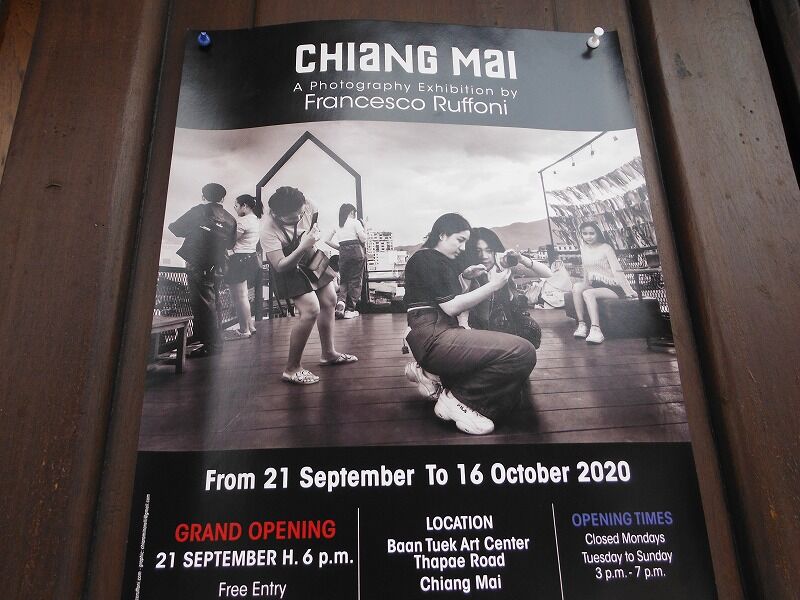 CHIANG MAI
A Photography Exhibition by
Francesco Ruffoni
From 21 September To 16 October 2020
GRAND OPENING
21 SEPTEMBER H. 6 p.m.
Free Entry
LOCATION
Baan Tuek Art Center
Thapae Road
Chiang Mai
OPENING TIMES
Closed Mondays
Tuesday to Sunday
3 p.m. - 7 p.m.
FILA